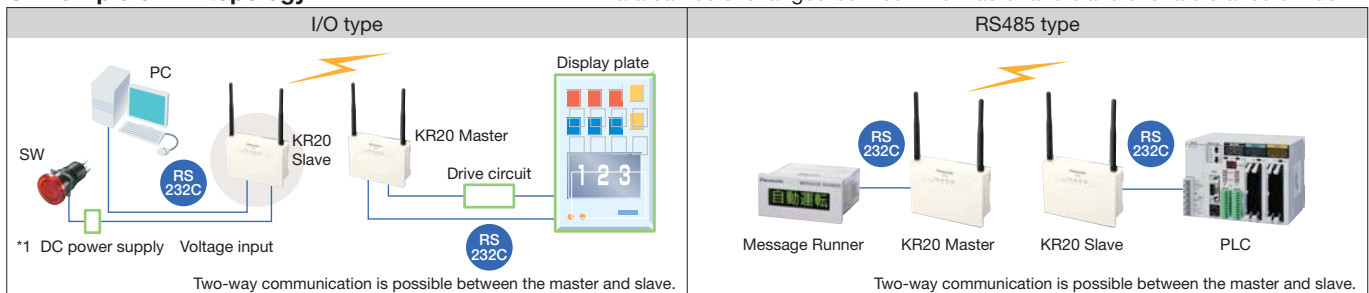 I/O type
PC
SW
RS
232C
KR20
Slave
KR20 Master
Display plate
Drive circuit
1 2 3
RS
232C
*1 DC power supply
Voltage input
Two-way communication is possible between the master and slave.
RS485 type
RS
232C
RS
232C
自動運転
Message Runner
KR20 Master
KR20 Slave
PLC
Two-way communication is possible between the master and slave.